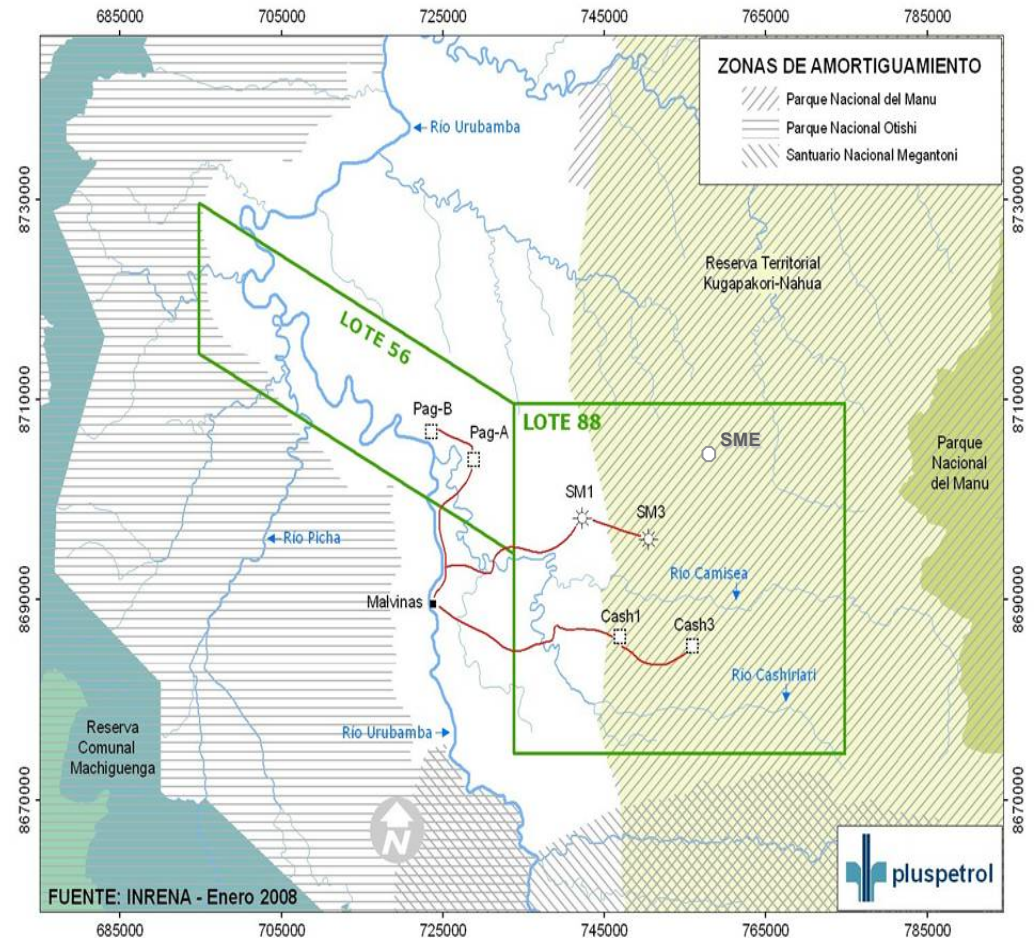 685000 705000 725000 745000 765000 785000
ZONAS DE AMORTIGUAMIENTO
Parque Nacional del Manu
Parque Nacional Otishi
Santuario Nacional Megantoni
Río Urubamba
8730000
8730000
Reserva Territorial
Kugapakori-Nahua
LOTE 56
8710000
8710000
Pag-B
Pag-A
LOTE 88
SME
Parque
Nacional
del Manu
SM1
SM3
Río Picha
Río Camisea
8690000
8690000
Malvinas
Cash1
Cash3
Río Cashiriari
Río Urubamba
Reserva
Comunal
Machiguenga
8670000
8670000
N
pluspetrol
FUENTE: INRENA - Enero 2008
685000 705000 725000 745000 765000 785000